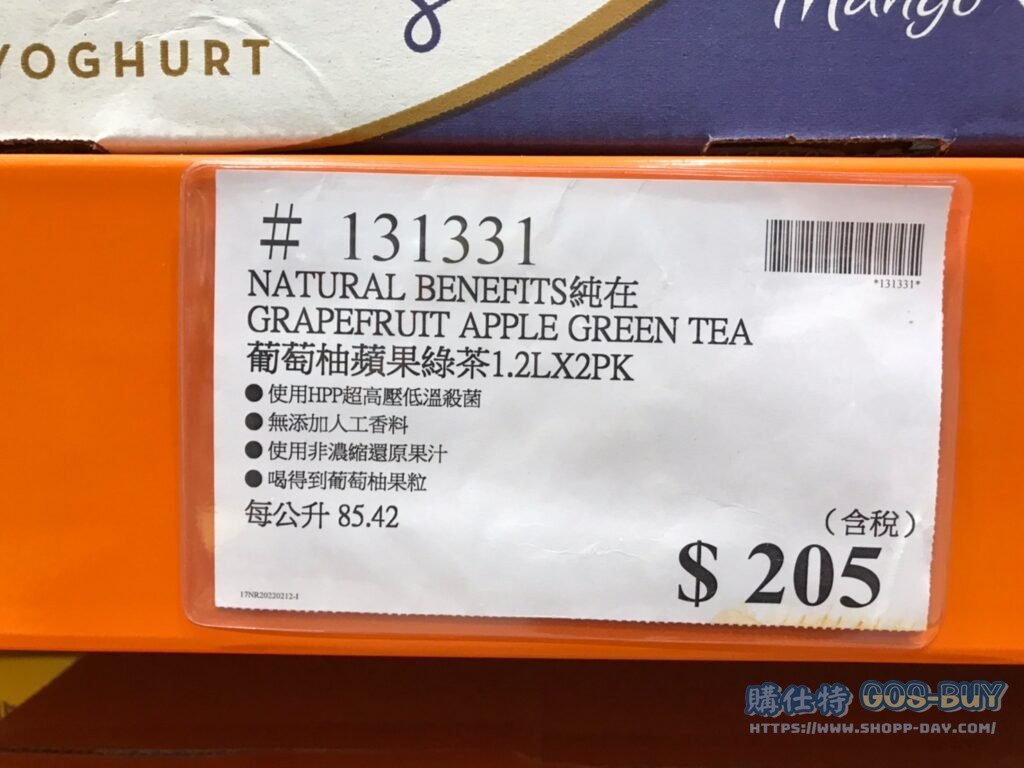 YOGHURT
Mango
# 131331
*131331*
NATURAL BENEFITS純在
GRAPEFRUIT APPLE GREEN TEA
葡萄柚蘋果綠茶1.2LX2PK
●使用HPP超高壓低溫殺菌
●無添加人工香料
●使用非濃縮還原果汁
●喝得到葡萄柚果粒
每公升 85.42
(含稅)
$ 205
17NR20220212-I
購仕特 GOS-BUY
HTTPS://WWW.SHOPP-DAY.COM/